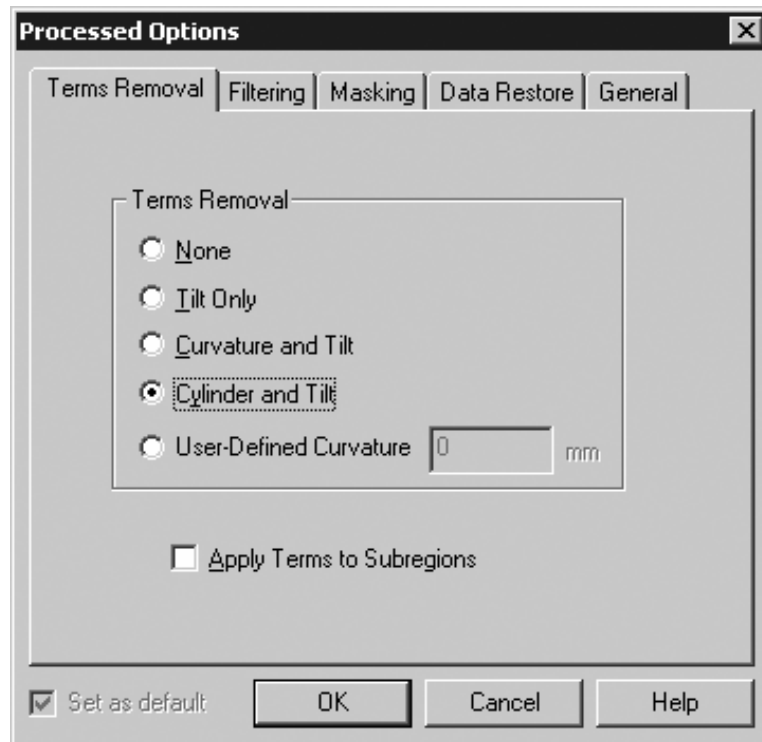 Processed Options
Terms Removal Filtering Masking Data Restore General
Terms Removal
None
Tilt Only
Curvature and Tilt
Cylinder and Tilt
User-Defined Curvature 0 mm
Apply Terms to Subregions
Set as default OK Cancel Help